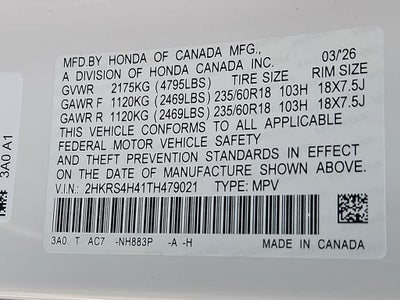 MFD.BY HONDA OF CANADA MFG.,
A DIVISION OF HONDA CANADA INC. 03/'26
GVWR 2175KG (4795LBS) TIRE SIZE RIM SIZE
GAWR F 1120KG (2469LBS) 235/60R18 103H 18X7.5J
GAWR R 1120KG (2469LBS) 235/60R18 103H 18X7.5J
THIS VEHICLE CONFORMS TO ALL APPLICABLE
FEDERAL MOTOR VEHICLE SAFETY
STANDARDS IN EFFECT ON THE
DATE OF MANUFACTURE SHOWN ABOVE.
V.I.N: 2HKRS4H41TH479021 TYPE: MPV
3A0 T AC7 -NH883P -A -H
MADE IN CANADA
3A0 A1